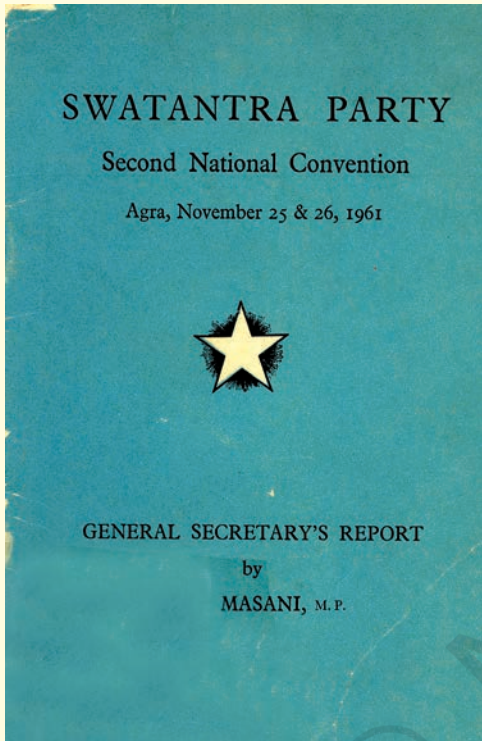 SWATANTRA PARTY
Second National Convention
Agra, November 25 & 26, 1961
GENERAL SECRETARY'S REPORT
by
MASANI, M.P.